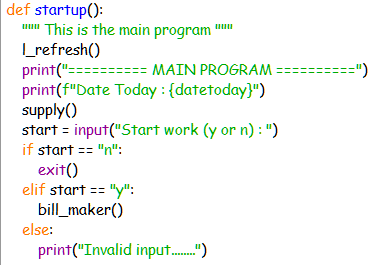 def startup():
    """ This is the main program """
    l_refresh()
    print("========== MAIN PROGRAM ==========")
    print(f"Date Today : {datetoday}")
    supply()
    start = input("Start work (y or n) : ")
    if start == "n":
        exit()
    elif start == "y":
        bill_maker()
    else:
        print("Invalid input........")